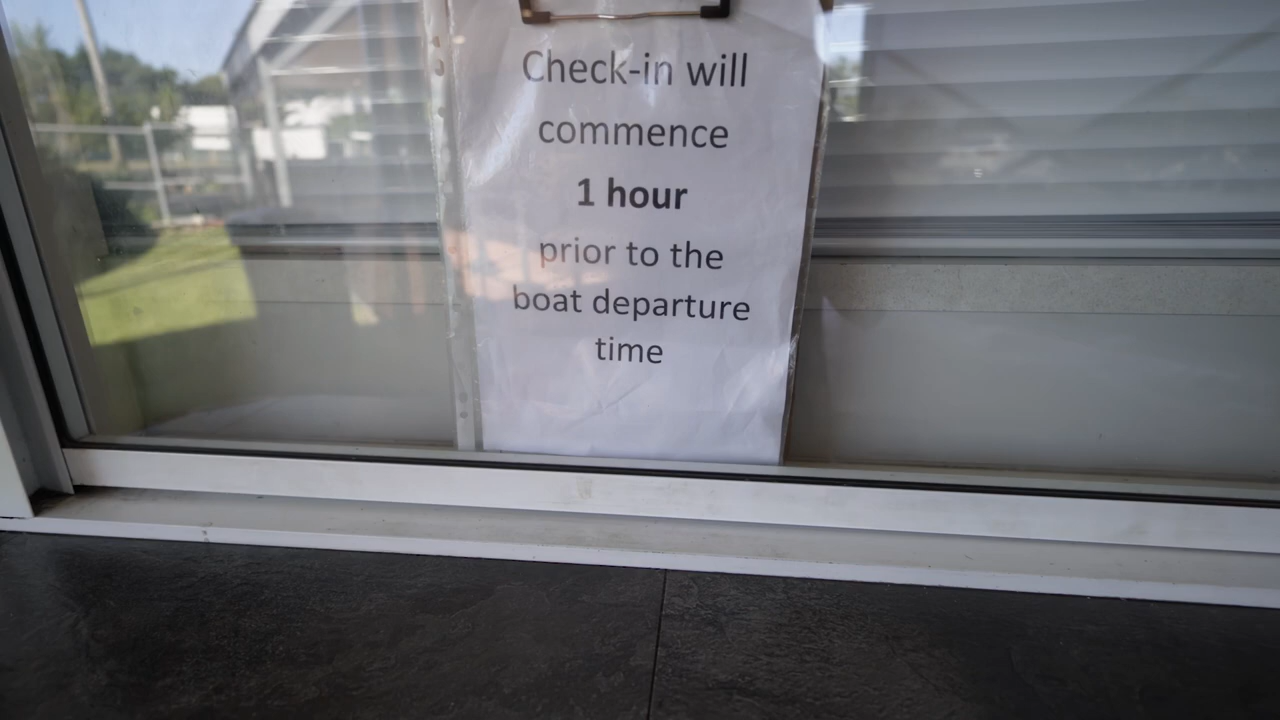 Check-in will
commence
1 hour
prior to the
boat departure
time